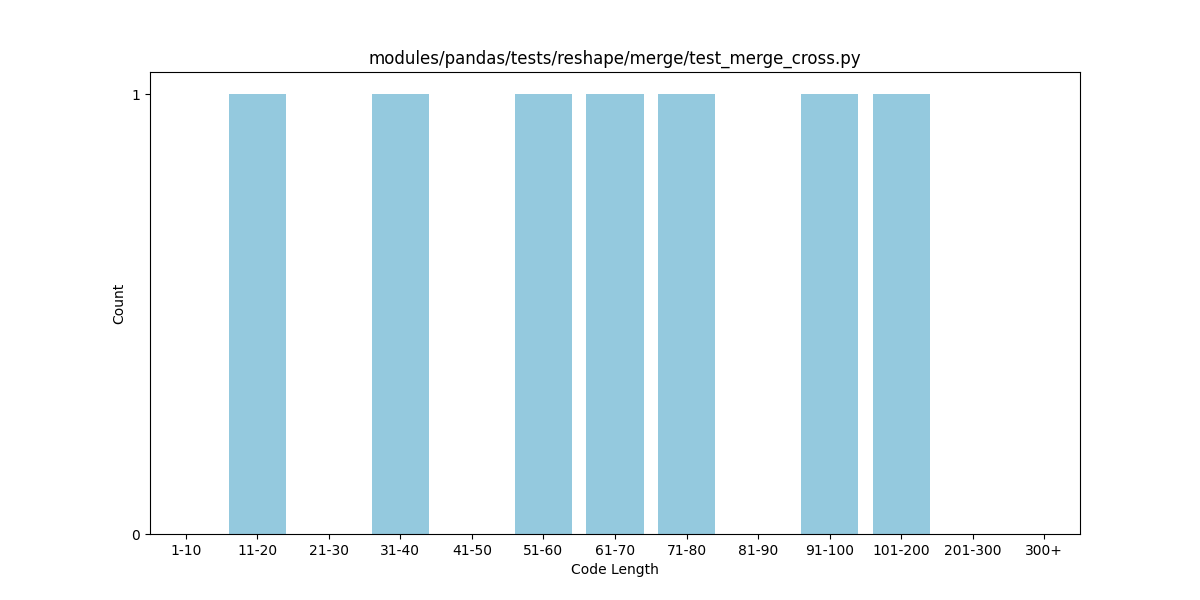 modules/pandas/tests/reshape/merge/test_merge_cross.py
1
Count
0
1-10 11-20 21-30 31-40 41-50 51-60 61-70 71-80 81-90 91-100 101-200 201-300 300+
Code Length